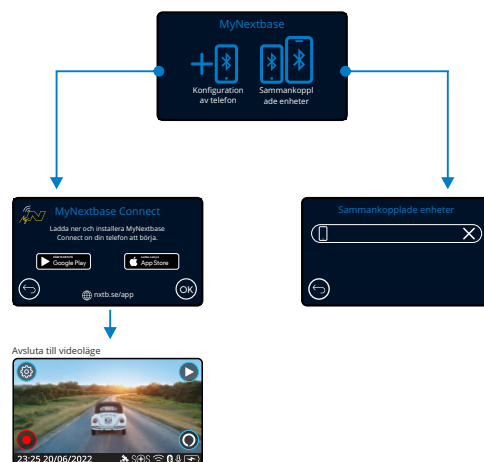 MyNextbase
Konfiguration
av telefon
Sammankoppl
ade enheter
MyNextbase Connect
Ladda ner och installera MyNextbase
Connect on din telefon att börja.
Google Play
App Store
nxtb.se/app
OK
Sammankopplade enheter
Avsluta till videoläge
23:25 20/06/2022
SOS